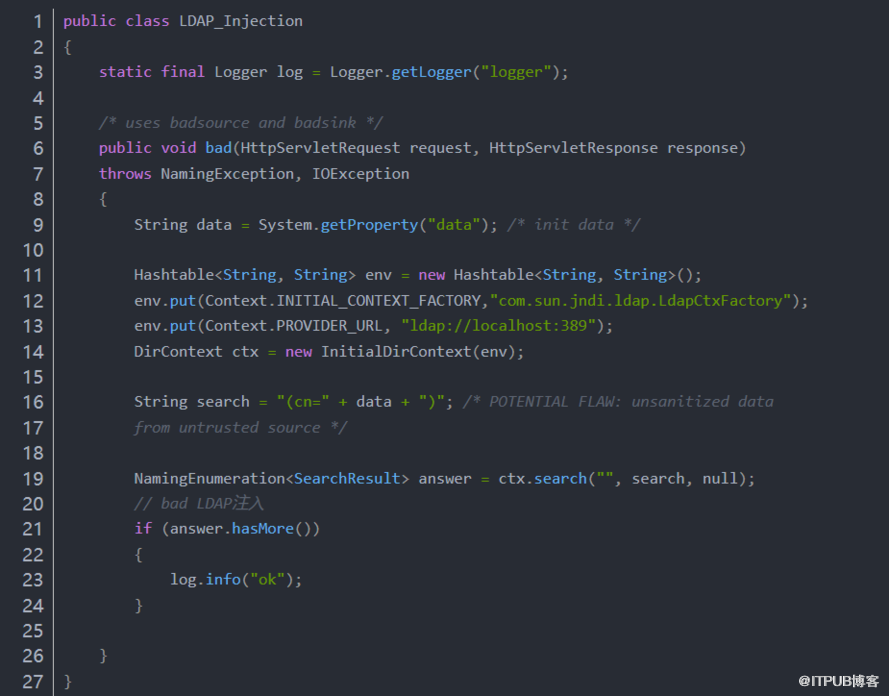 1 public class LDAP_Injection
2 {
3 static final Logger log = Logger.getLogger("logger");
4
5 /* uses badsource and badsink */
6 public void bad(HttpServletRequest request, HttpServletResponse response)
7 throws NamingException, IOException
8 {
9 String data = System.getProperty("data"); /* init data */
10
11 Hashtable<String, String> env = new Hashtable<String, String>();
12 env.put(Context.INITIAL_CONTEXT_FACTORY,"com.sun.jndi.ldap.LdapCtxFactory");
13 env.put(Context.PROVIDER_URL, "ldap://localhost:389");
14 DirContext ctx = new InitialDirContext(env);
15
16 String search = "(cn=" + data + ")"; /* POTENTIAL FLAW: unsanitized data
17 from untrusted source */
18
19 NamingEnumeration<SearchResult> answer = ctx.search("", search, null);
20 // bad LDAP注入
21 if (answer.hasMore())
22 {
23 log.info("ok");
24 }
25
26 }
27 }
@ITPUB博客